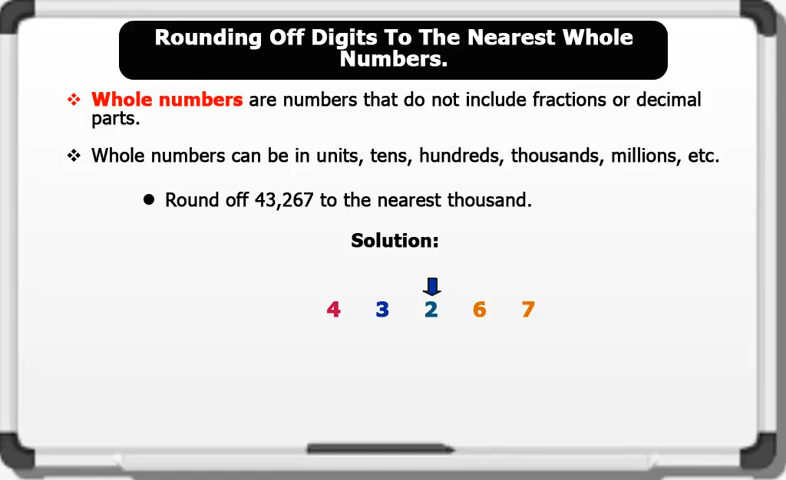 Rounding Off Digits To The Nearest Whole
Numbers.
❖ Whole numbers are numbers that do not include fractions or decimal
parts.
❖ Whole numbers can be in units, tens, hundreds, thousands, millions, etc.
● Round off 43,267 to the nearest thousand.
Solution:
4 3 2 6 7